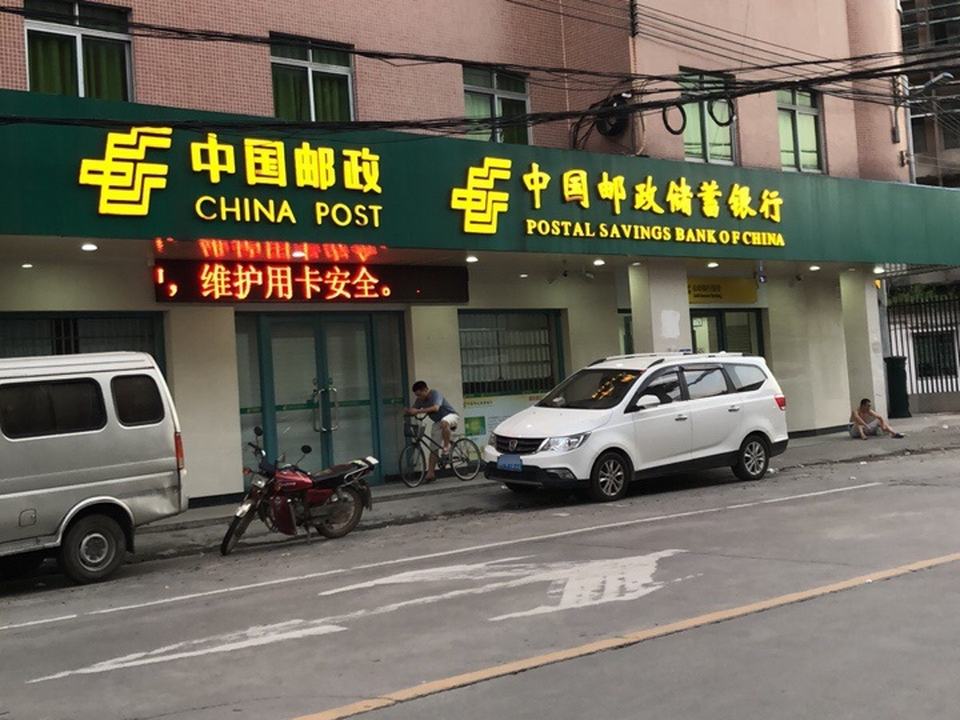 中国邮政
CHINA POST
中国邮政储蓄银行
POSTAL SAVINGS BANK OF CHINA
，维护用卡安全。